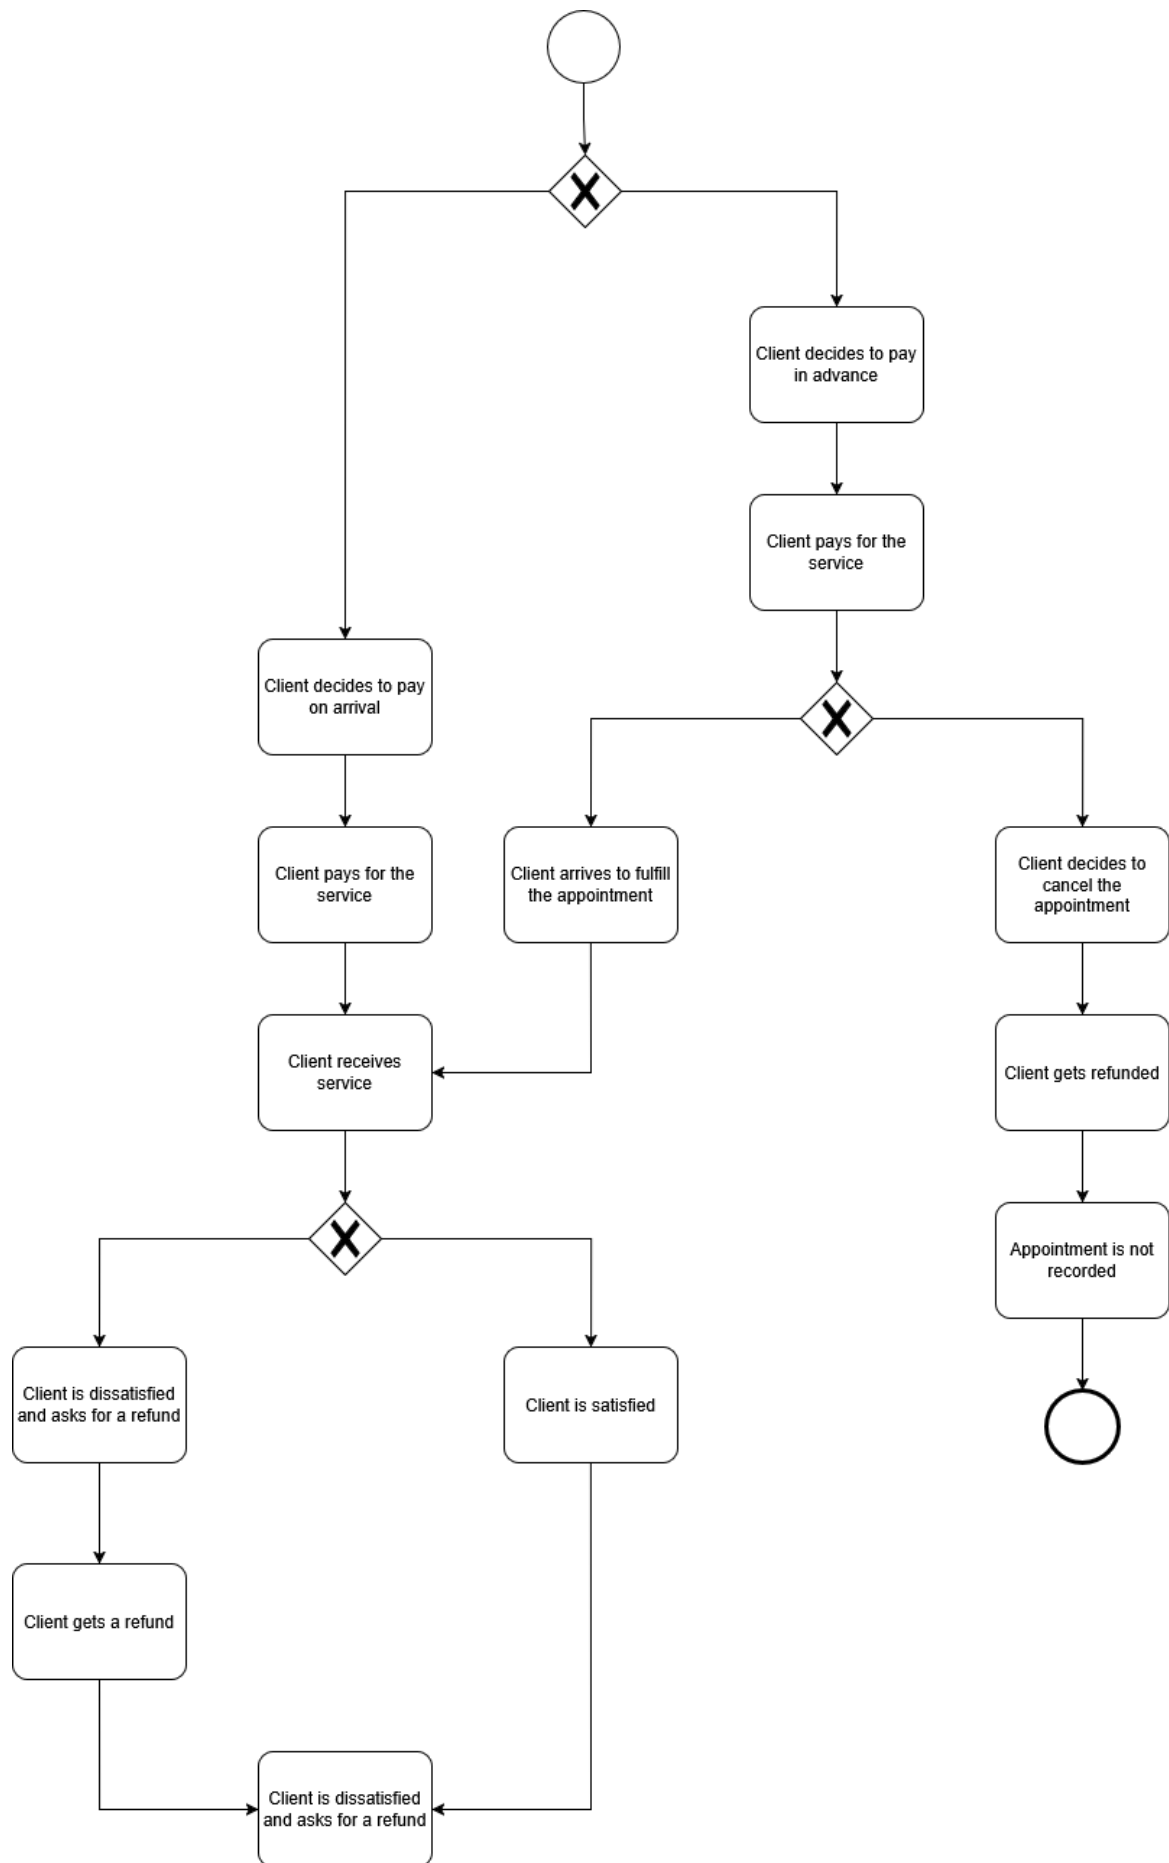 Client decides to pay
in advance
Client pays for the
service
Client decides to pay
on arrival
Client pays for the
service
Client arrives to fulfill
the appointment
Client decides to
cancel the
appointment
Client receives
service
Client gets refunded
Appointment is not
recorded
Client is dissatisfied
and asks for a refund
Client is satisfied
Client gets a refund
Client is dissatisfied
and asks for a refund